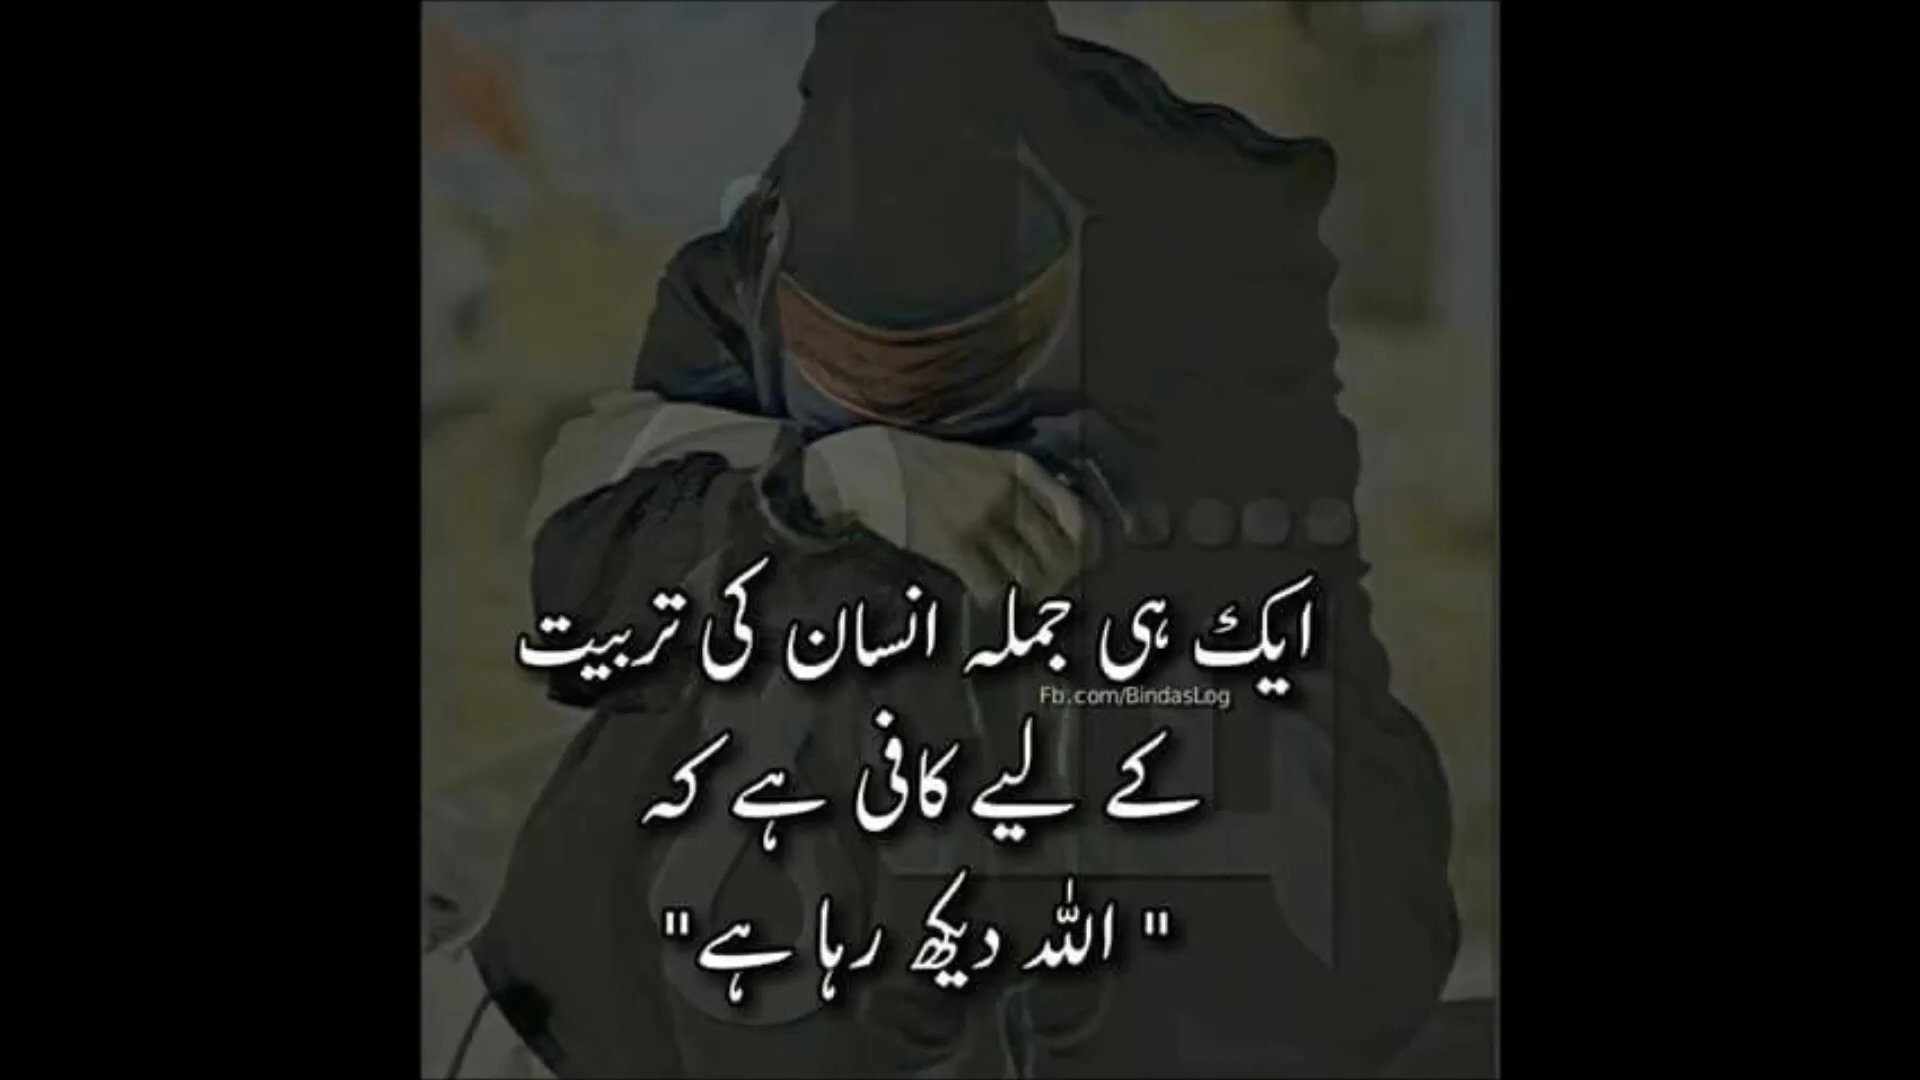 ایک ہی جملہ انسان کی تربیت
Fb.com/BindasLog
کے لیے کافی ہے کہ
" اللہ دیکھ رہا ہے"